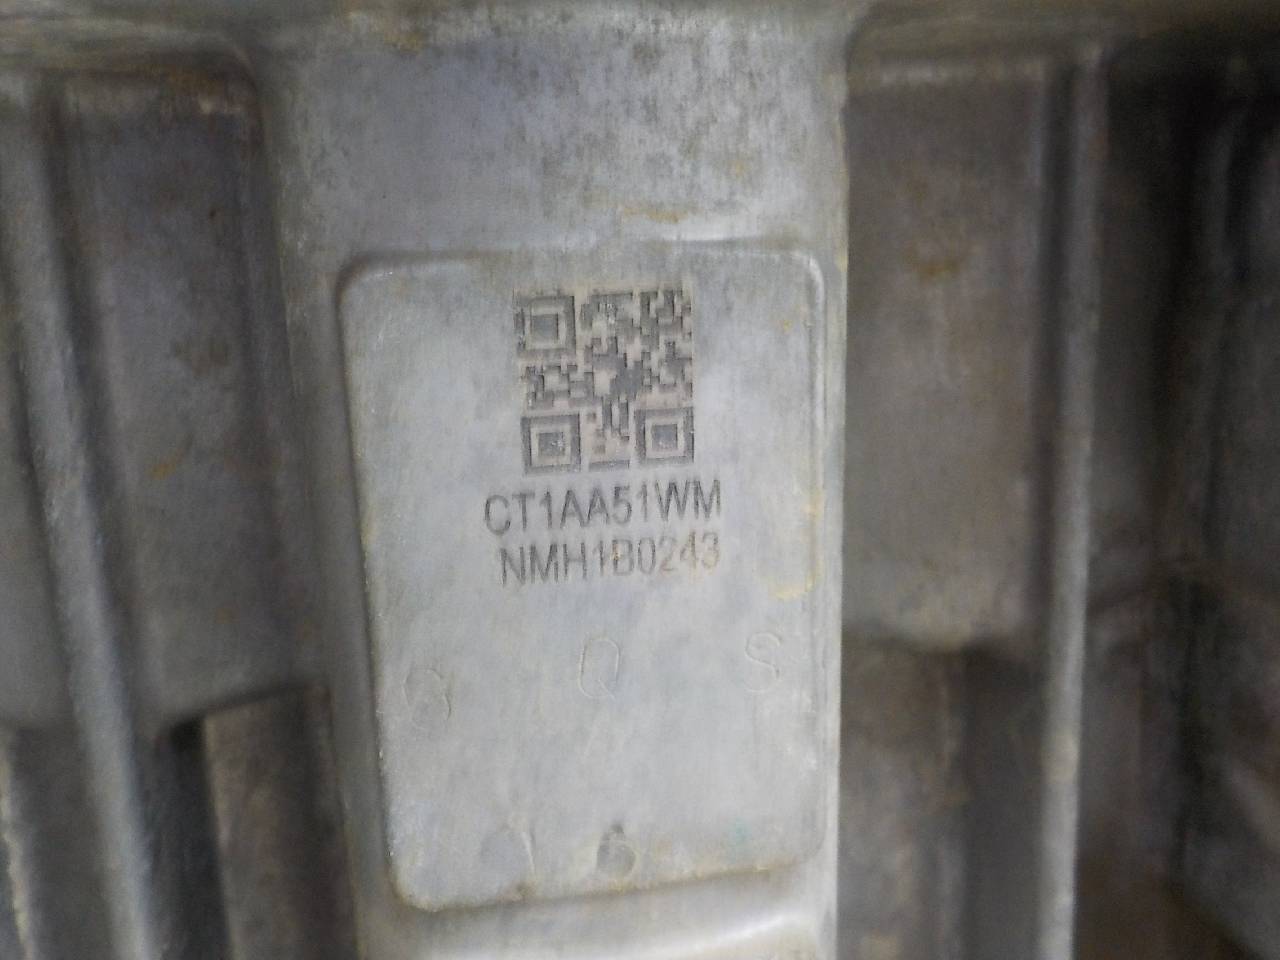 CT1AA51WM
NMH1B0243
Q S